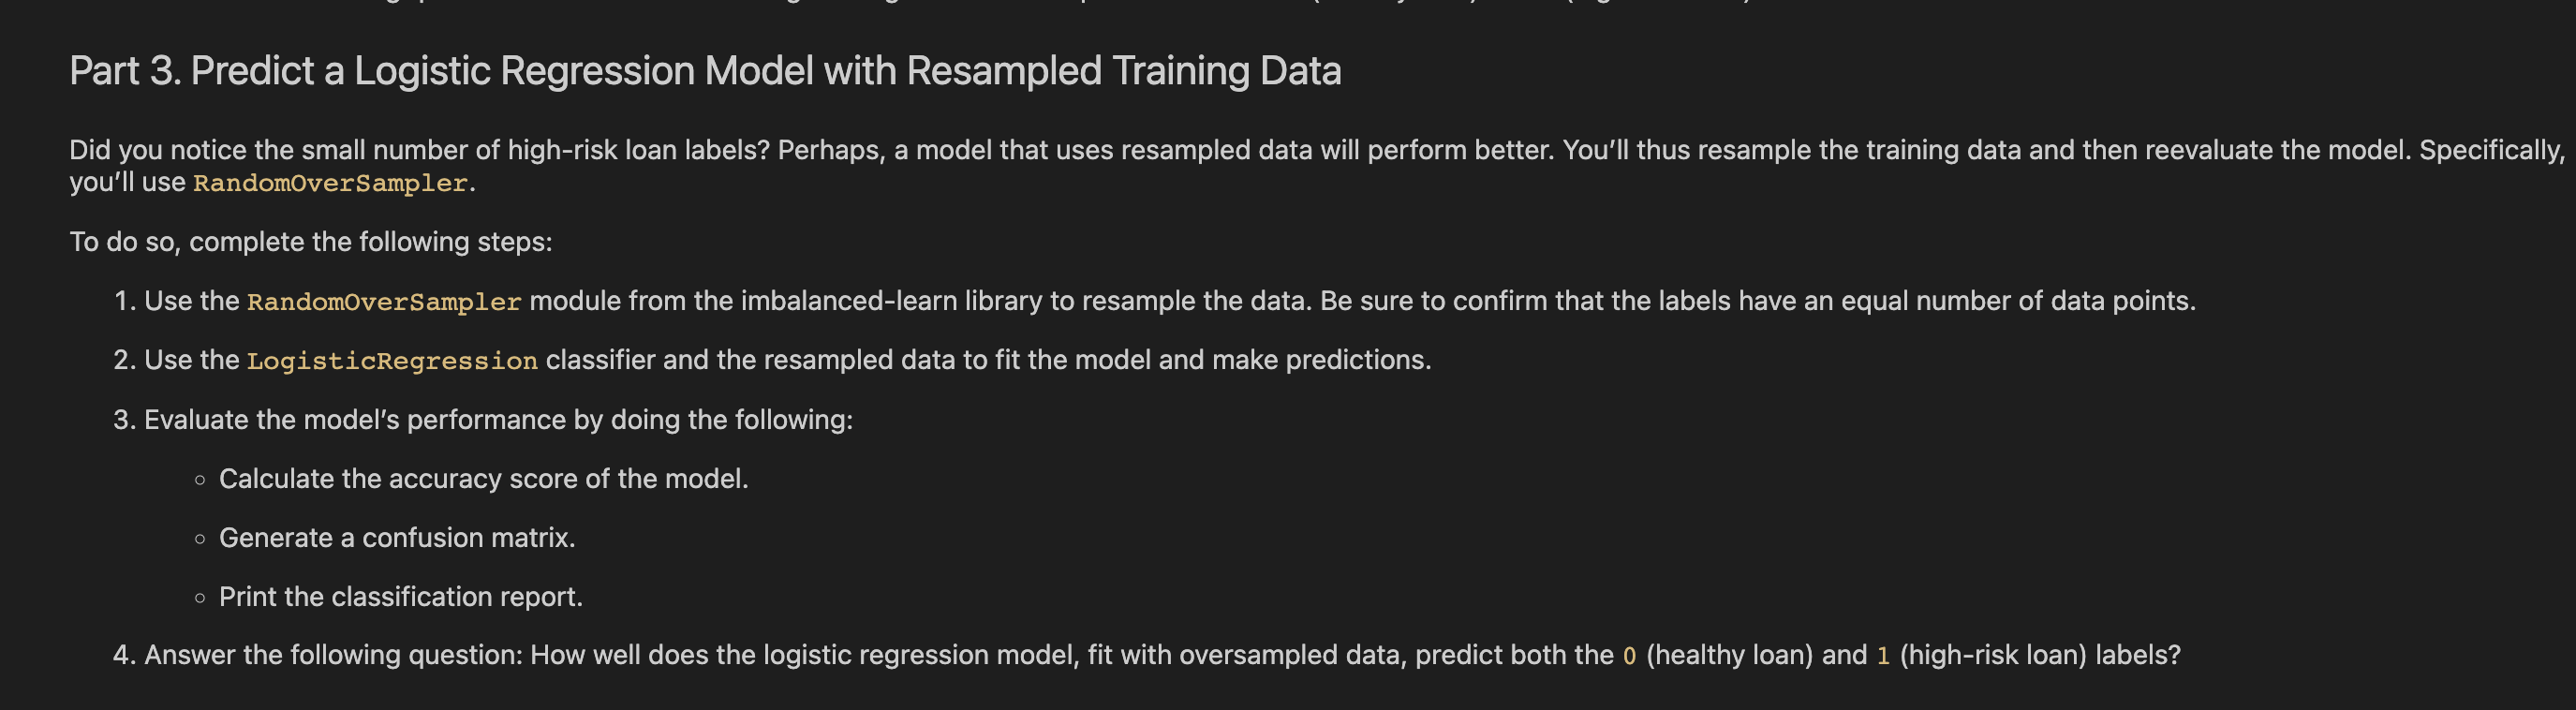 Part 3. Predict a Logistic Regression Model with Resampled Training Data
Did you notice the small number of high-risk loan labels? Perhaps, a model that uses resampled data will perform better. You’ll thus resample the training data and then reevaluate the model. Specifically,
you’ll use RandomOverSampler.
To do so, complete the following steps:
1. Use the RandomOverSampler module from the imbalanced-learn library to resample the data. Be sure to confirm that the labels have an equal number of data points.
2. Use the LogisticRegression classifier and the resampled data to fit the model and make predictions.
3. Evaluate the model’s performance by doing the following:
◦ Calculate the accuracy score of the model.
◦ Generate a confusion matrix.
◦ Print the classification report.
4. Answer the following question: How well does the logistic regression model, fit with oversampled data, predict both the 0 (healthy loan) and 1 (high-risk loan) labels?